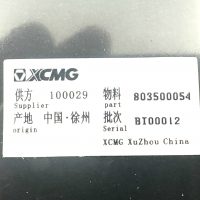 XCMG
供方 100029 物料 803500054
Supplier part
产地 中国·徐州 批次 BT00012
origin Serial
XCMG XuZhou China